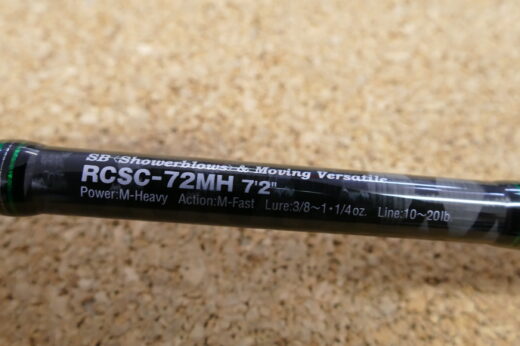 SB (Showerblows) & Moving Versatile
RCSC-72MH 7'2"
Power:M-Heavy Action:M-Fast Lure:3/8~1・1/4oz. Line:10~20lb.